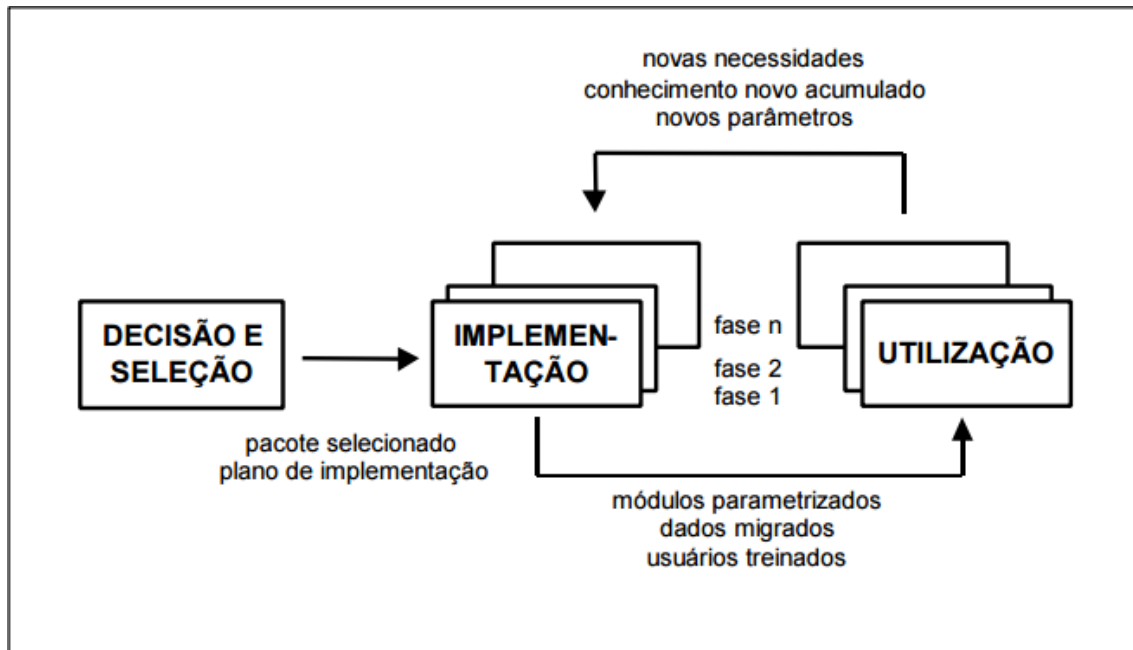 novas necessidades
conhecimento novo acumulado
novos parâmetros
DECISÃO E
SELEÇÃO
IMPLEMEN-
TAÇÃO
fase n
fase 2
fase 1
UTILIZAÇÃO
pacote selecionado
plano de implementação
módulos parametrizados
dados migrados
usuários treinados